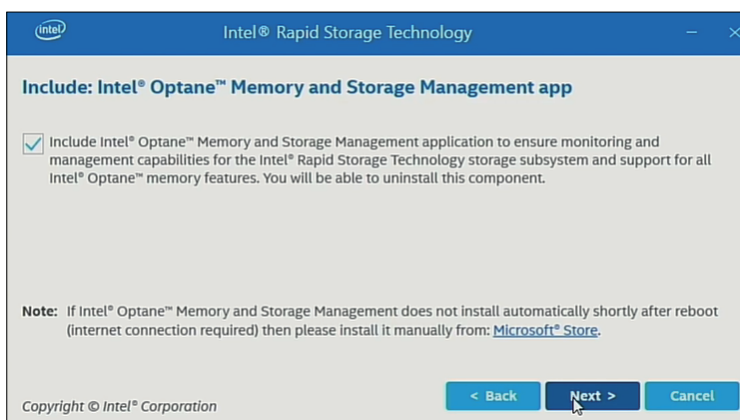 intel
Intel® Rapid Storage Technology
Include: Intel® Optane™ Memory and Storage Management app
Include Intel® Optane™ Memory and Storage Management application to ensure monitoring and
management capabilities for the Intel® Rapid Storage Technology storage subsystem and support for all
Intel® Optane™ memory features. You will be able to uninstall this component.
Note: If Intel® Optane™ Memory and Storage Management does not install automatically shortly after reboot
(internet connection required) then please install it manually from: Microsoft® Store.
Copyright © Intel® Corporation
< Back
Next >
Cancel